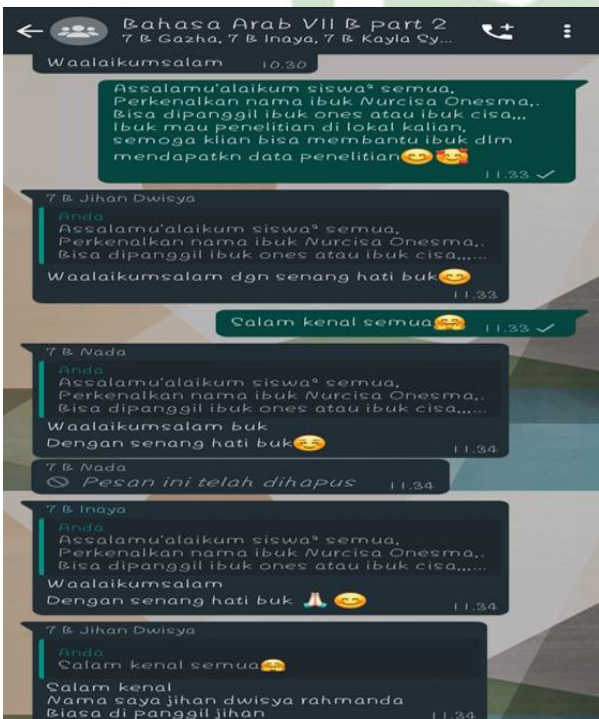 Bahasa Arab VII B part 2
7 B Gazha, 7 B Inaya, 7 B Kayla Sy...
Waalaikumsalam 10.30
Assalamu'alaikum siswa² semua,
Perkenalkan nama ibuk Nurcisa Onesma,.
Bisa dipanggil ibuk ones atau ibuk cisa,,,
Ibuk mau penelitian di lokal kalian,
semoga klian bisa membantu ibuk dlm
mendapatkn data penelitian😊🥰
11.33 ✓
7 B Jihan Dwisya
Anda
Assalamu'alaikum siswa² semua,
Perkenalkan nama ibuk Nurcisa Onesma,.
Bisa dipanggil ibuk ones atau ibuk cisa,,,...
Waalaikumsalam dgn senang hati buk😊
11.33
Salam kenal semua🤗 11.33 ✓
7 B Nada
Anda
Assalamu'alaikum siswa² semua,
Perkenalkan nama ibuk Nurcisa Onesma,.
Bisa dipanggil ibuk ones atau ibuk cisa,,,...
Waalaikumsalam buk
Dengan senang hati buk😊
11.34
7 B Nada
Pesan ini telah dihapus 11.34
7 B Inaya
Anda
Assalamu'alaikum siswa² semua,
Perkenalkan nama ibuk Nurcisa Onesma,.
Bisa dipanggil ibuk ones atau ibuk cisa,,,...
Waalaikumsalam
Dengan senang hati buk 🙏🏻 😊
11.34
7 B Jihan Dwisya
Anda
Salam kenal semua🤗
Salam kenal
Nama saya jihan dwisya rahmanda
Biasa di panggil jihan 11.34